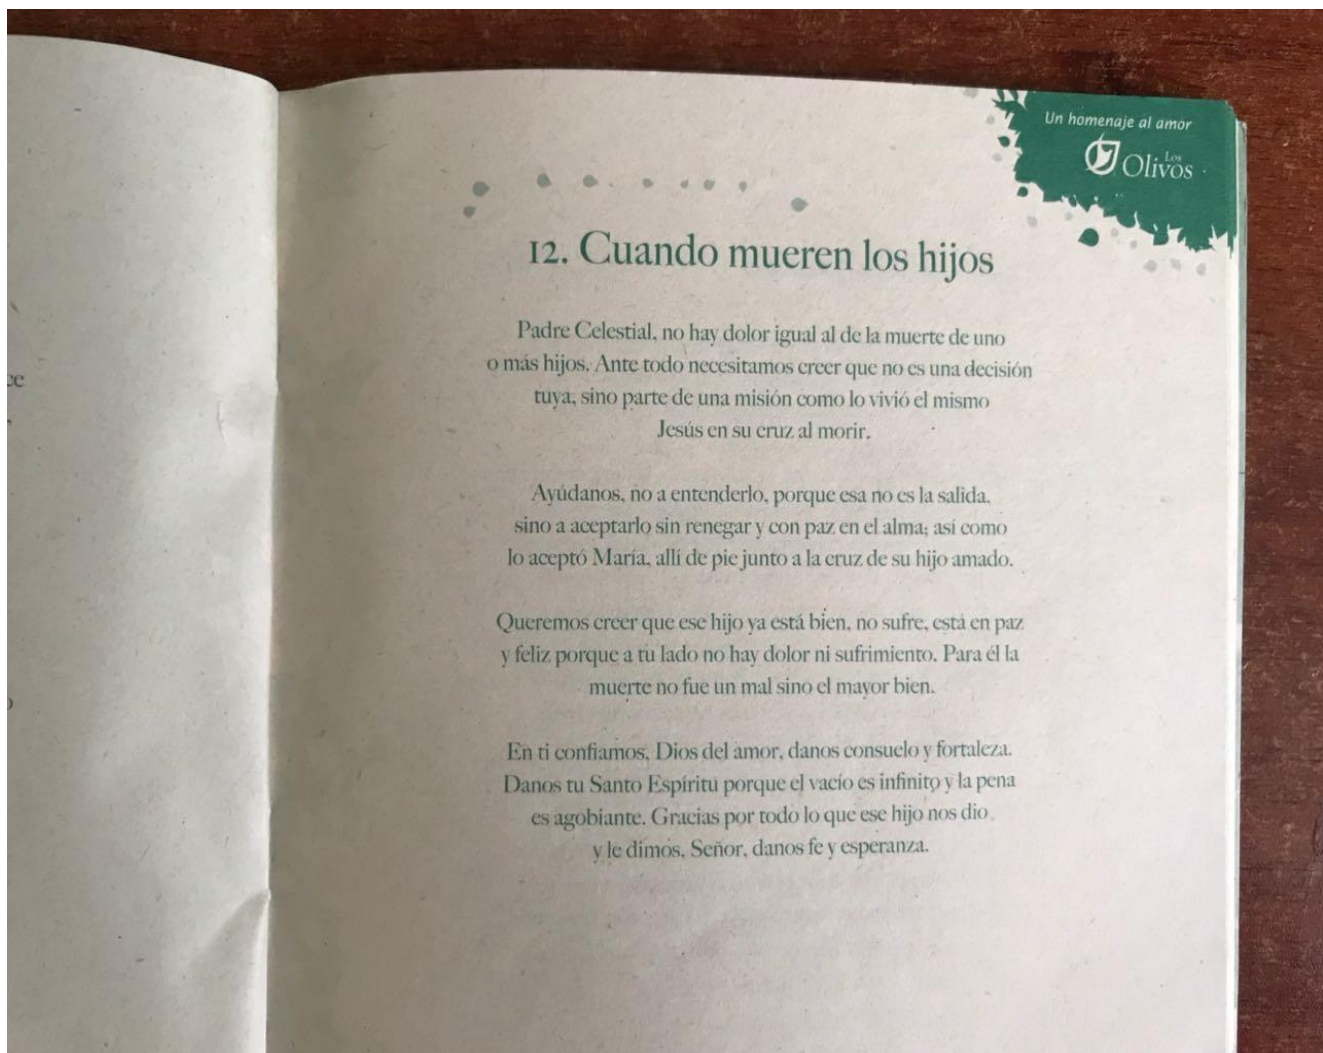 Un homenaje al amor
Los
Olivos
12. Cuando mueren los hijos
Padre Celestial, no hay dolor igual al de la muerte de uno
o más hijos. Ante todo necesitamos creer que no es una decisión
tuya, sino parte de una misión como lo vivió el mismo
Jesús en su cruz al morir.
Ayúdanos, no a entenderlo, porque esa no es la salida,
sino a aceptarlo sin renegar y con paz en el alma; así como
lo aceptó María, allí de pie junto a la cruz de su hijo amado.
Queremos creer que ese hijo ya está bien, no sufre, está en paz
y feliz porque a tu lado no hay dolor ni sufrimiento. Para él la
muerte no fue un mal sino el mayor bien.
En ti confiamos, Dios del amor, danos consuelo y fortaleza.
Danos tu Santo Espíritu porque el vacío es infinito y la pena
es agobiante. Gracias por todo lo que ese hijo nos dio
y le dimos, Señor, danos fe y esperanza.